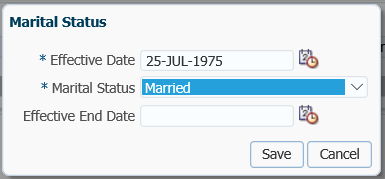 Marital Status
* Effective Date 25-JUL-1975
* Marital Status Married
Effective End Date
Save Cancel